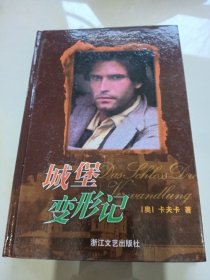 城堡
Das Schloss Die
变形记
Verwandlung
[奥] 卡夫卡 著
浙江文艺出版社